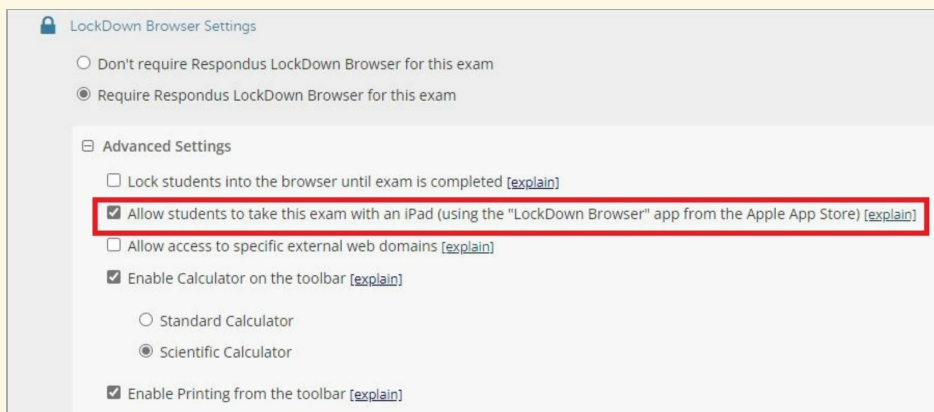 LockDown Browser Settings
Don't require Respondus LockDown Browser for this exam
Require Respondus LockDown Browser for this exam
Advanced Settings
Lock students into the browser until exam is completed [explain]
Allow students to take this exam with an iPad (using the "LockDown Browser" app from the Apple App Store) [explain]
Allow access to specific external web domains [explain]
Enable Calculator on the toolbar [explain]
Standard Calculator
Scientific Calculator
Enable Printing from the toolbar [explain]